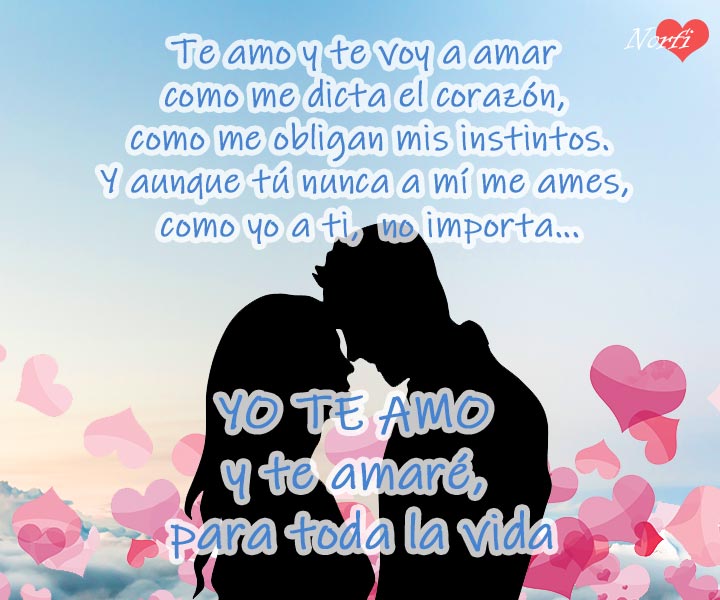 Norfi
Te amo y te voy a amar
como me dicta el corazón,
como me obligan mis instintos.
Y aunque tú nunca a mí me ames,
como yo a ti, no importa...
YO TE AMO
y te amaré,
para toda la vida